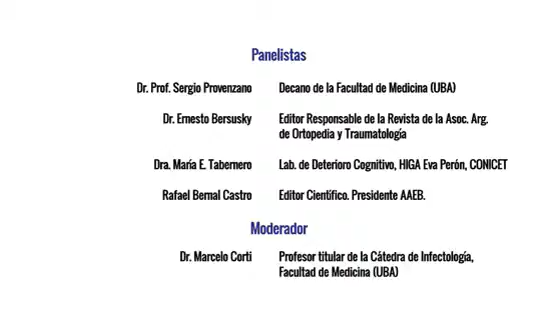 Panelistas
Dr. Prof. Sergio Provenzano Decano de la Facultad de Medicina (UBA)
Dr. Ernesto Bersusky Editor Responsable de la Revista de la Asoc. Arg.
de Ortopedia y Traumatología
Dra. María E. Tabernero Lab. de Deterioro Cognitivo, HIGA Eva Perón, CONICET
Rafael Bernal Castro Editor Científico. Presidente AAEB.
Moderador
Dr. Marcelo Corti Profesor titular de la Cátedra de Infectología,
Facultad de Medicina (UBA)